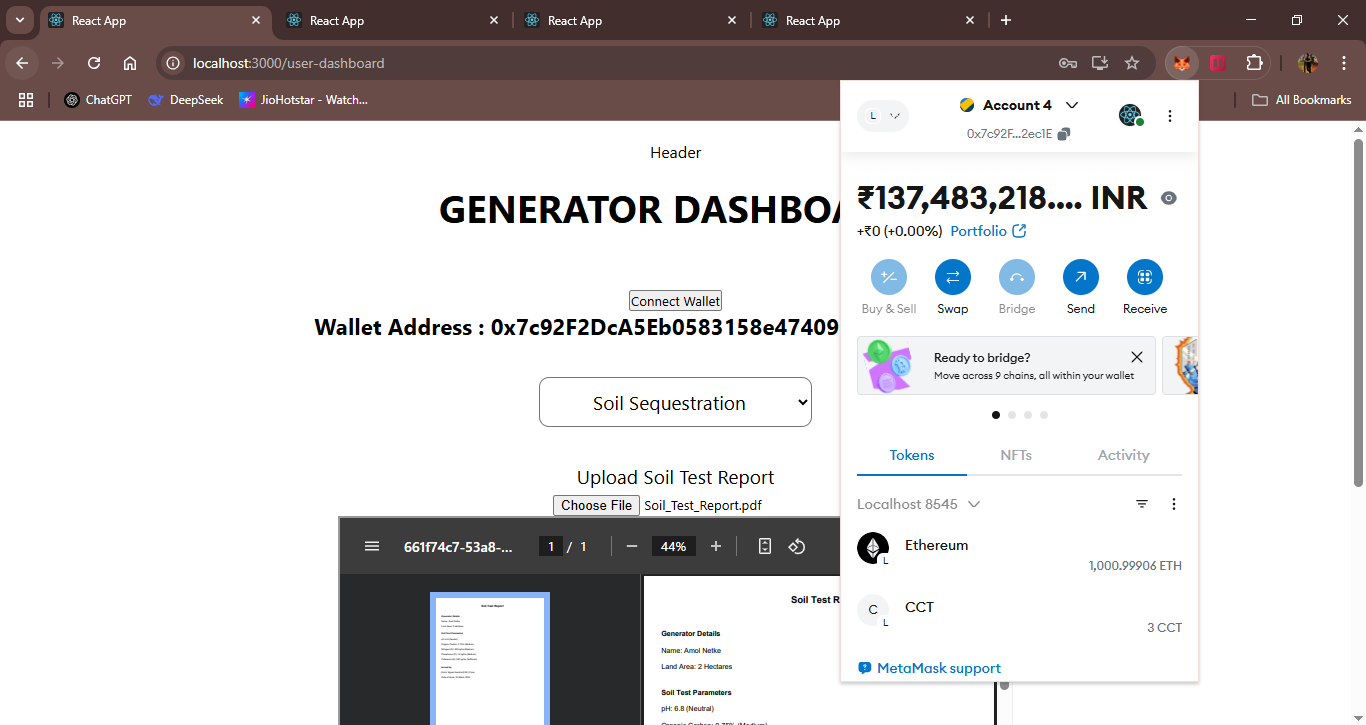 React App
React App
React App
React App
localhost:3000/user-dashboard
ChatGPT
DeepSeek
JioHotstar - Watch...
All Bookmarks
Header
GENERATOR DASHBOA
Connect Wallet
Wallet Address : 0x7c92F2DcA5Eb0583158e47409
Soil Sequestration
Upload Soil Test Report
Choose File Soil_Test_Report.pdf
661f74c7-53a8-...
1 / 1
44%
Soil Test Report
Soil Test R
Generator Details
Name: Amol Netke
Land Area: 2 Hectares
Soil Test Parameters
pH: 6.8 (Neutral)
L
Account 4
0x7c92F...2ec1E
₹137,483,218.... INR
+₹0 (+0.00%) Portfolio
Buy & Sell
Swap
Bridge
Send
Receive
Ready to bridge?
Move across 9 chains, all within your wallet
Tokens
NFTs
Activity
Localhost 8545
L
Ethereum
1,000.99906 ETH
C
L
CCT
3 CCT
MetaMask support